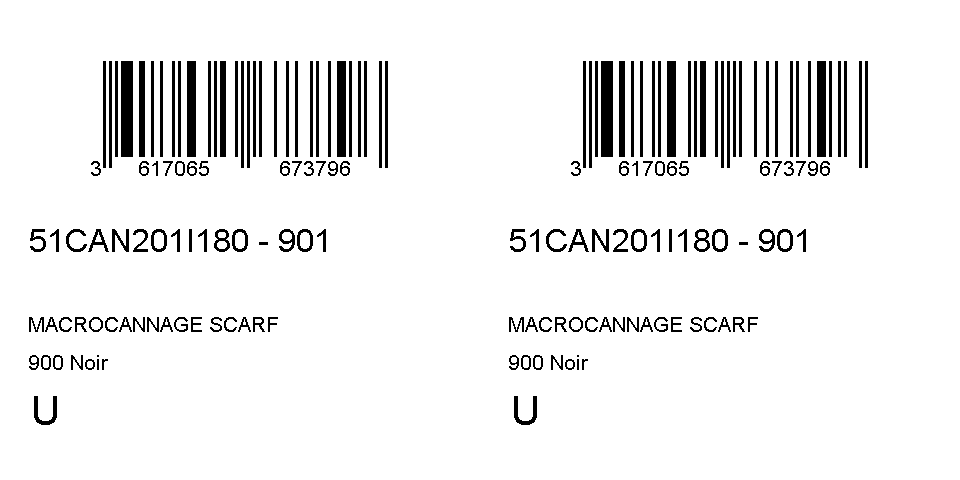 3 617065 673796
51CAN201I180 - 901
MACROCANNAGE SCARF
900 Noir
U
3 617065 673796
51CAN201I180 - 901
MACROCANNAGE SCARF
900 Noir
U